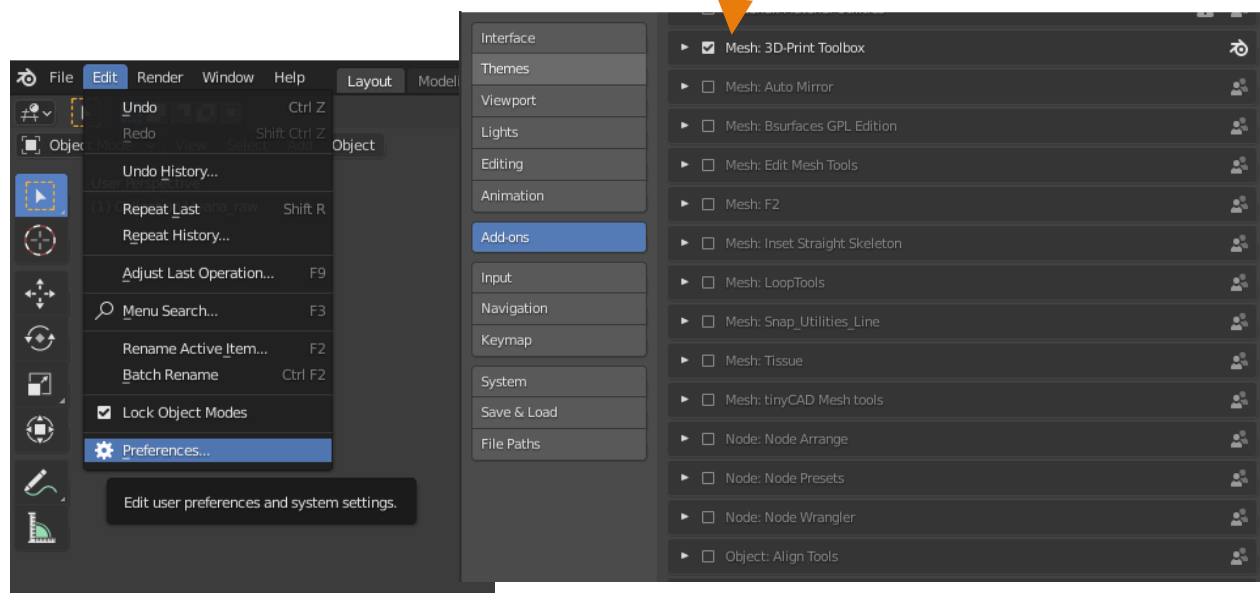 File Edit Render Window Help Layout Modeli
Undo Ctrl Z
Redo Shift Ctrl Z
Object
Undo History...
Repeat Last Shift R
Repeat History...
Adjust Last Operation... F9
Menu Search... F3
Rename Active Item... F2
Batch Rename Ctrl F2
Lock Object Modes
Preferences...
Edit user preferences and system settings.
Interface
Themes
Viewport
Lights
Editing
Animation
Add-ons
Input
Navigation
Keymap
System
Save & Load
File Paths
Mesh: 3D-Print Toolbox
Mesh: Auto Mirror
Mesh: Bsurfaces GPL Edition
Mesh: Edit Mesh Tools
Mesh: F2
Mesh: Inset Straight Skeleton
Mesh: LoopTools
Mesh: Snap_Utilities_Line
Mesh: Tissue
Mesh: tinyCAD Mesh tools
Node: Node Arrange
Node: Node Presets
Node: Node Wrangler
Object: Align Tools